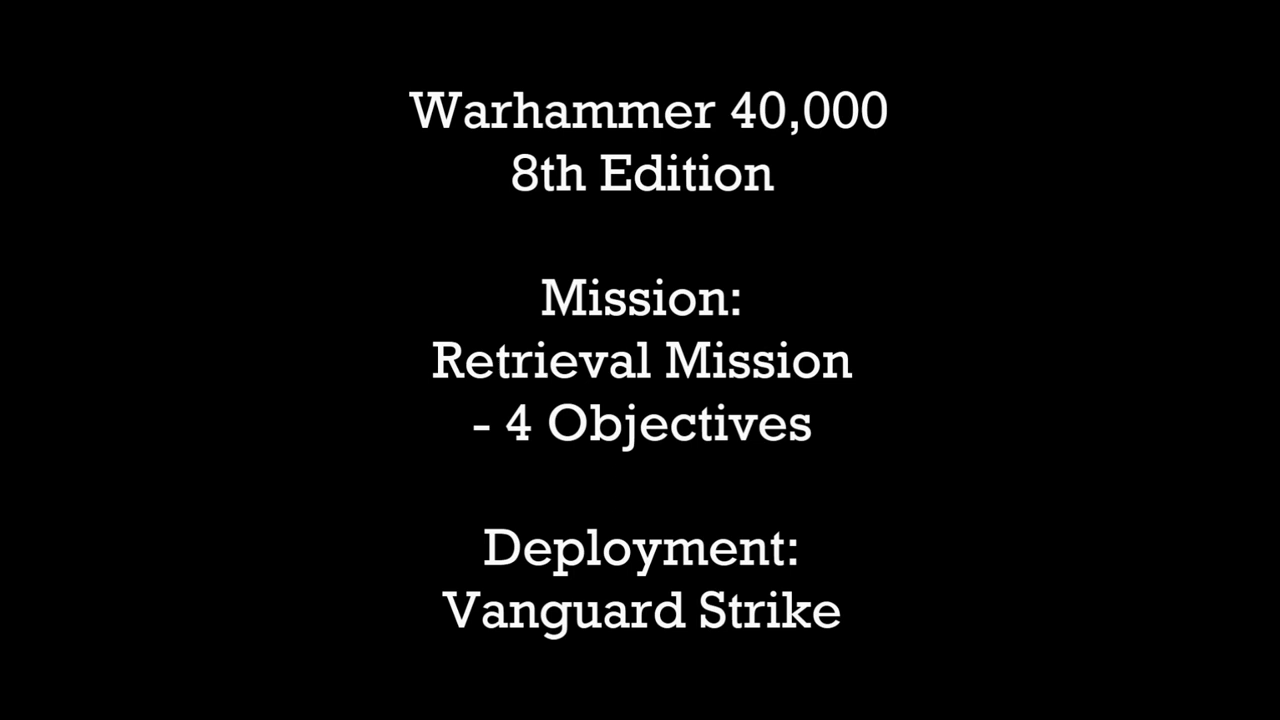 Warhammer 40,000
8th Edition
Mission:
Retrieval Mission
- 4 Objectives
Deployment:
Vanguard Strike